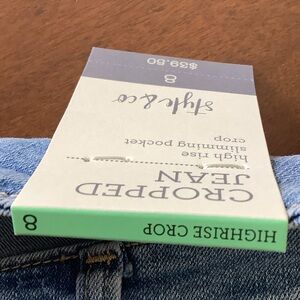 HIGHRISE CROP 8
CROPPED
JEAN
high rise
slimming pocket
crop
style & co
8
$39.50